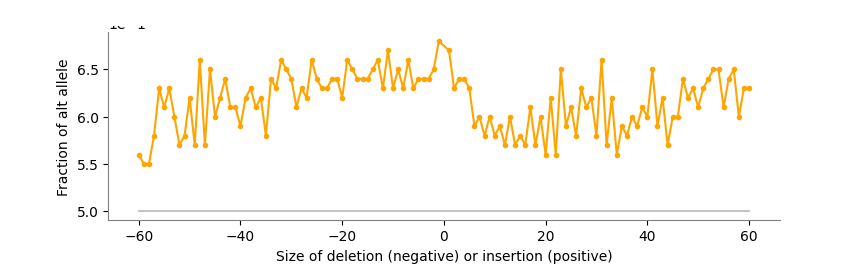 6.5
6.0
5.5
5.0
Fraction of alt allele
−60 −40 −20 0 20 40 60
Size of deletion (negative) or insertion (positive)